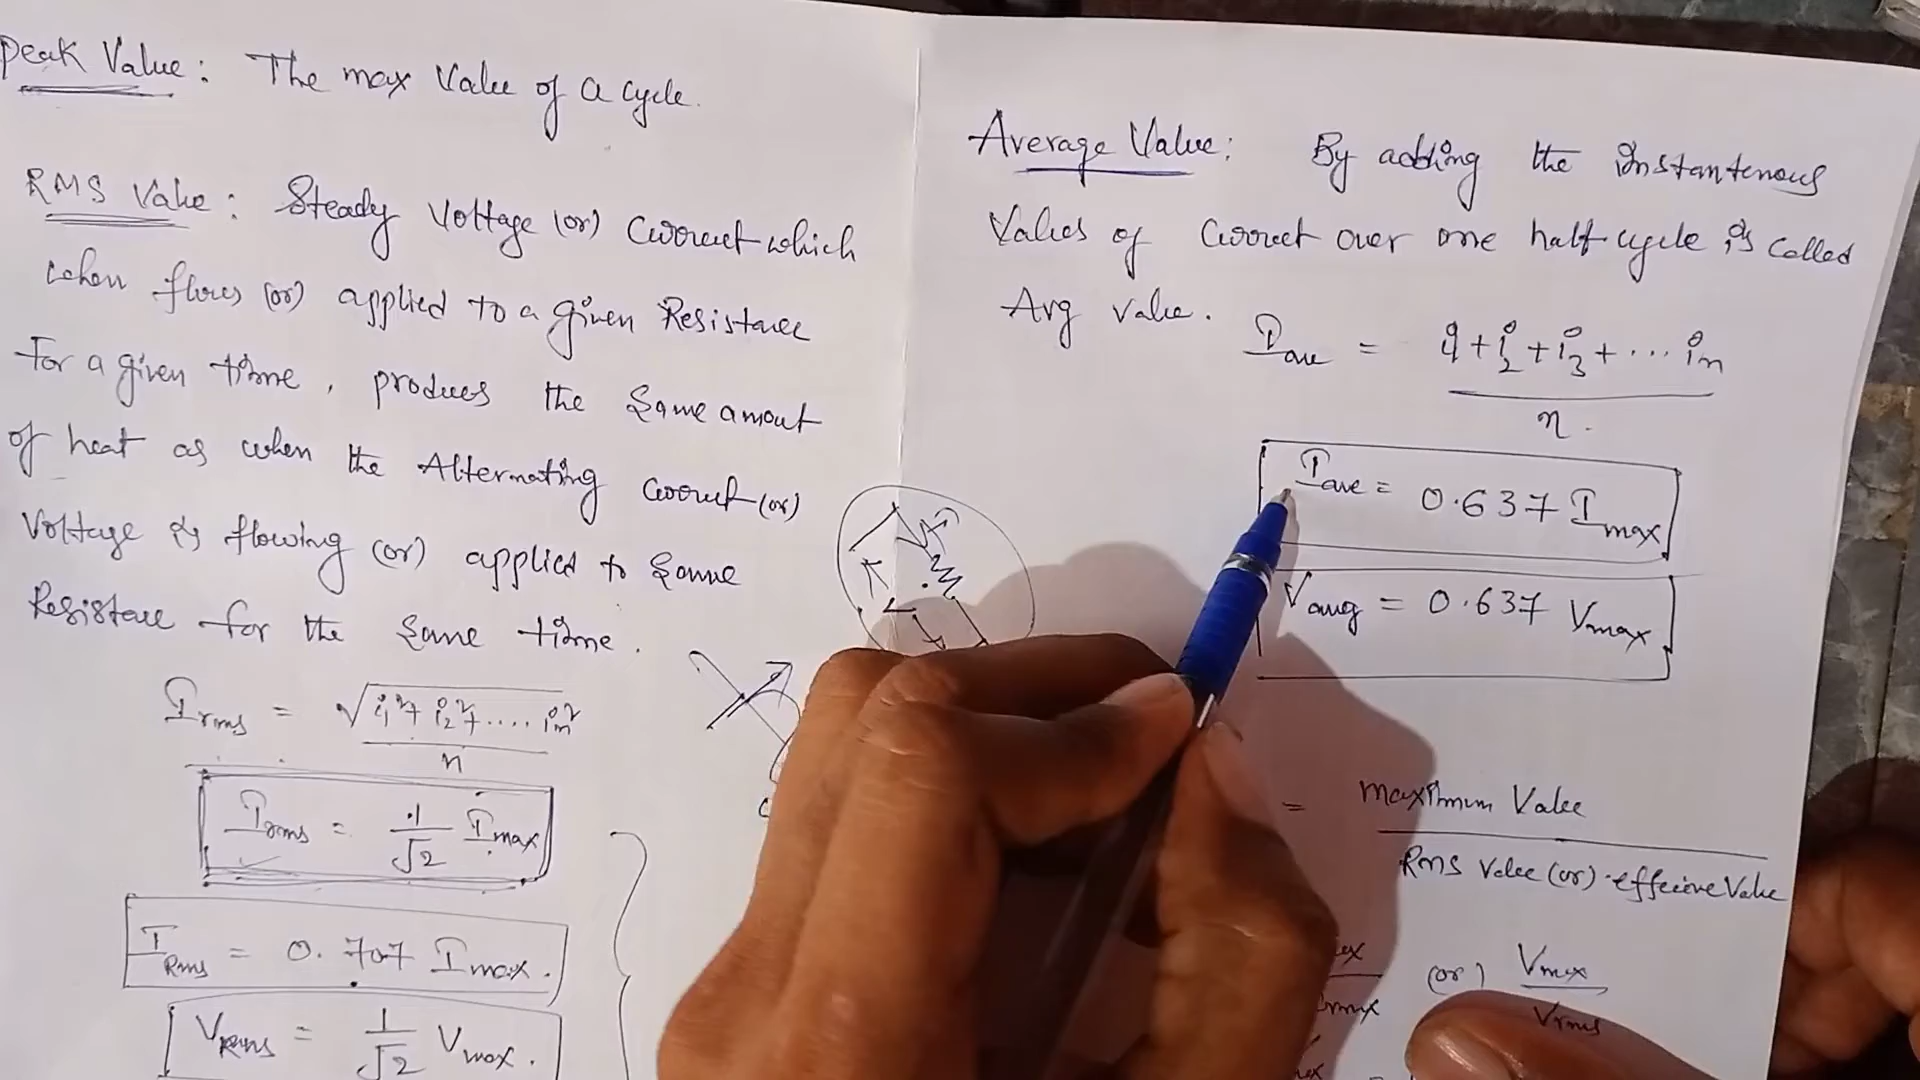 Peak Value: The max Value of a cycle.
RMS Value: Steady Voltage (or) Current which
when flows (or) applied to a given Resistance
For a given time, produces the Same amout
of heat as when the Alternating Current (or)
Voltage is flowing (or) applied to Same
Resistace for the Same time.
Irms = √i₁²+i₂²+....in²
n
Irms = 1/√2 Imax
IRms = 0.707 Imax.
VRms = 1/√2 Vmax.
Average Value: By adding the instantenous
Values of Current over one half cycle is called
Avg value.
Iave = i₁+i₂+i₃+...in
n.
Iave = 0.637 Imax
Vavg = 0.637 Vmax
= maximum Value
Rms Value (or) effecive Value
(or) Vmax
Vrms